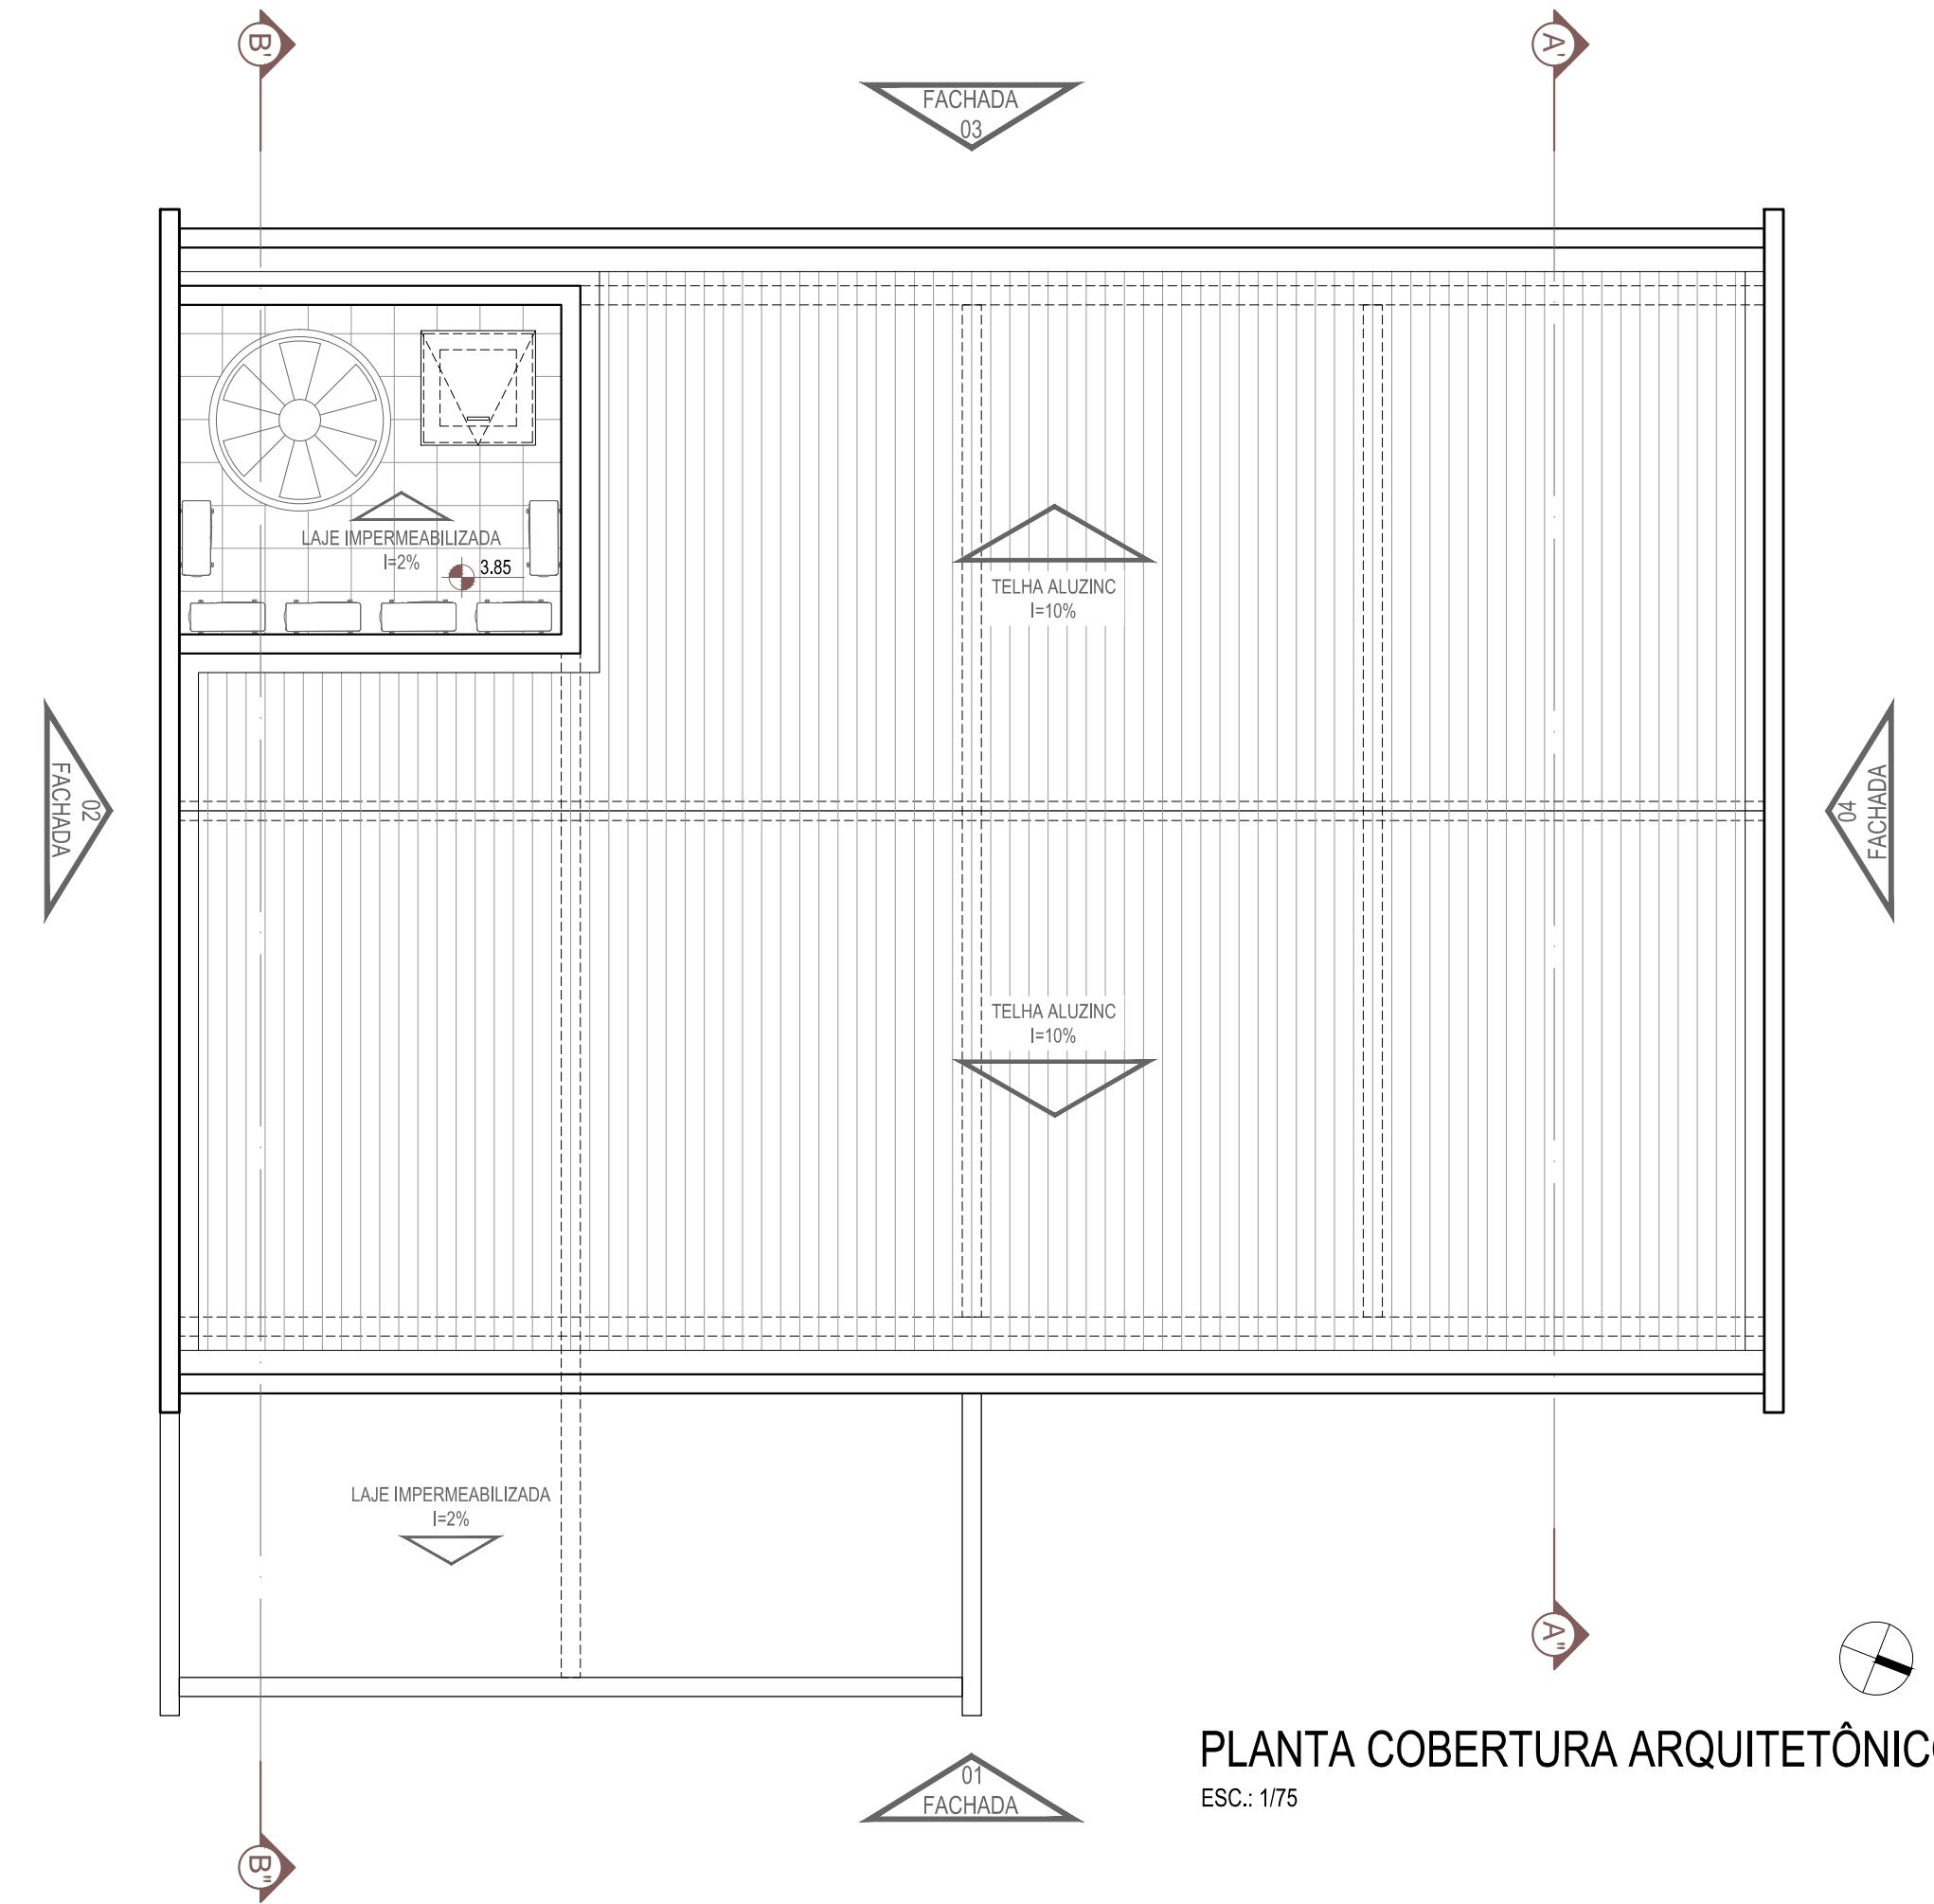 B'
A'
FACHADA
03
LAJE IMPERMEABILIZADA
I=2%
3.85
TELHA ALUZINC
I=10%
FACHADA
02
04
FACHADA
TELHA ALUZINC
I=10%
LAJE IMPERMEABILIZADA
I=2%
A"
PLANTA COBERTURA ARQUITETÔNIC
ESC.: 1/75
01
FACHADA
B"